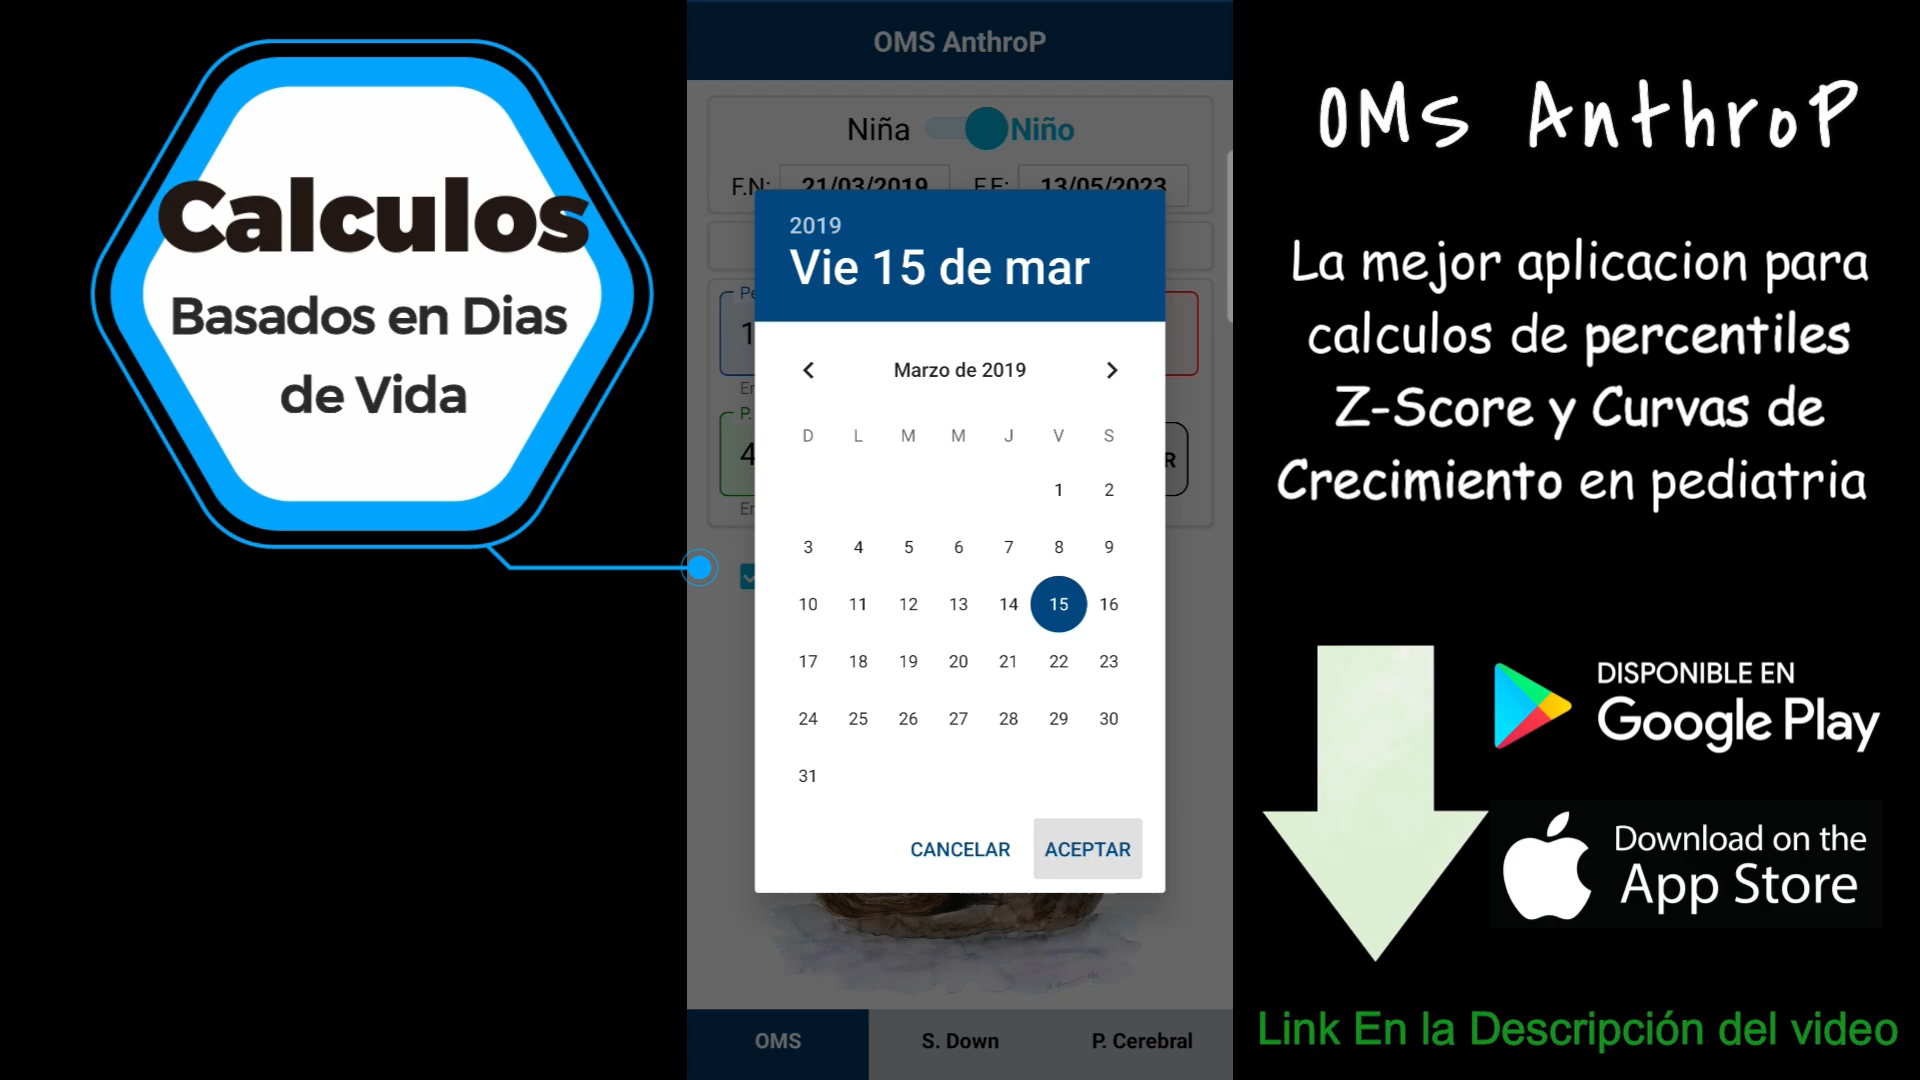 Calculos
Basados en Dias
de Vida
OMS AnthroP
Niña
Niño
F.N:
21/03/2019
F.E:
13/05/2023
2019
Vie 15 de mar
Marzo de 2019
D L M M J V S
1 2
3 4 5 6 7 8 9
10 11 12 13 14 15 16
17 18 19 20 21 22 23
24 25 26 27 28 29 30
31
CANCELAR
ACEPTAR
OMS
S. Down
P. Cerebral
OMS AnthroP
La mejor aplicacion para
calculos de percentiles
Z-Score y Curvas de
Crecimiento en pediatria
DISPONIBLE EN
Google Play
Download on the
App Store
Link En la Descripción del video